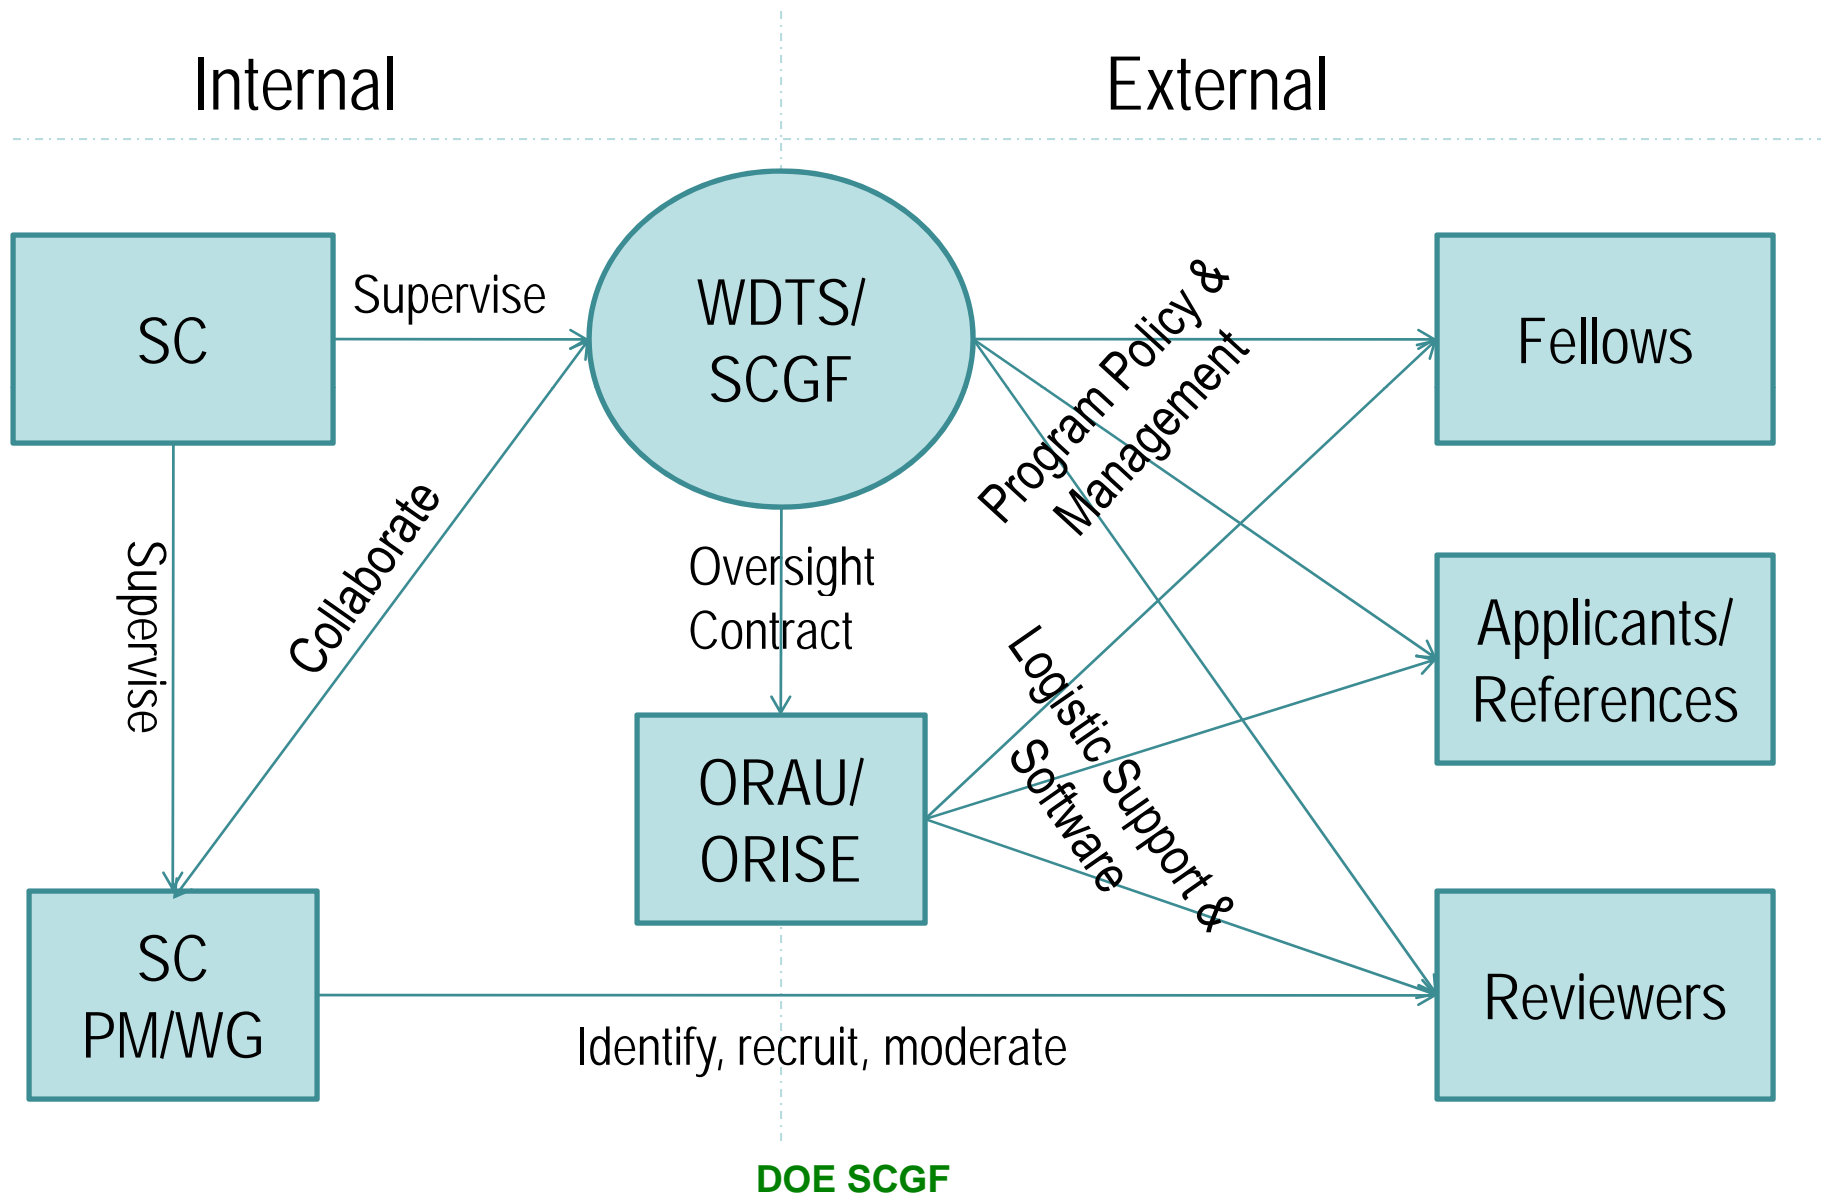 Internal
External
SC
Supervise
WDTS/
SCGF
Program Policy &
Management
Fellows
Supervise
Collaborate
Oversight
Contract
Applicants/
References
Logistic Support &
Software
ORAU/
ORISE
SC
PM/WG
Identify, recruit, moderate
Reviewers
DOE SCGF